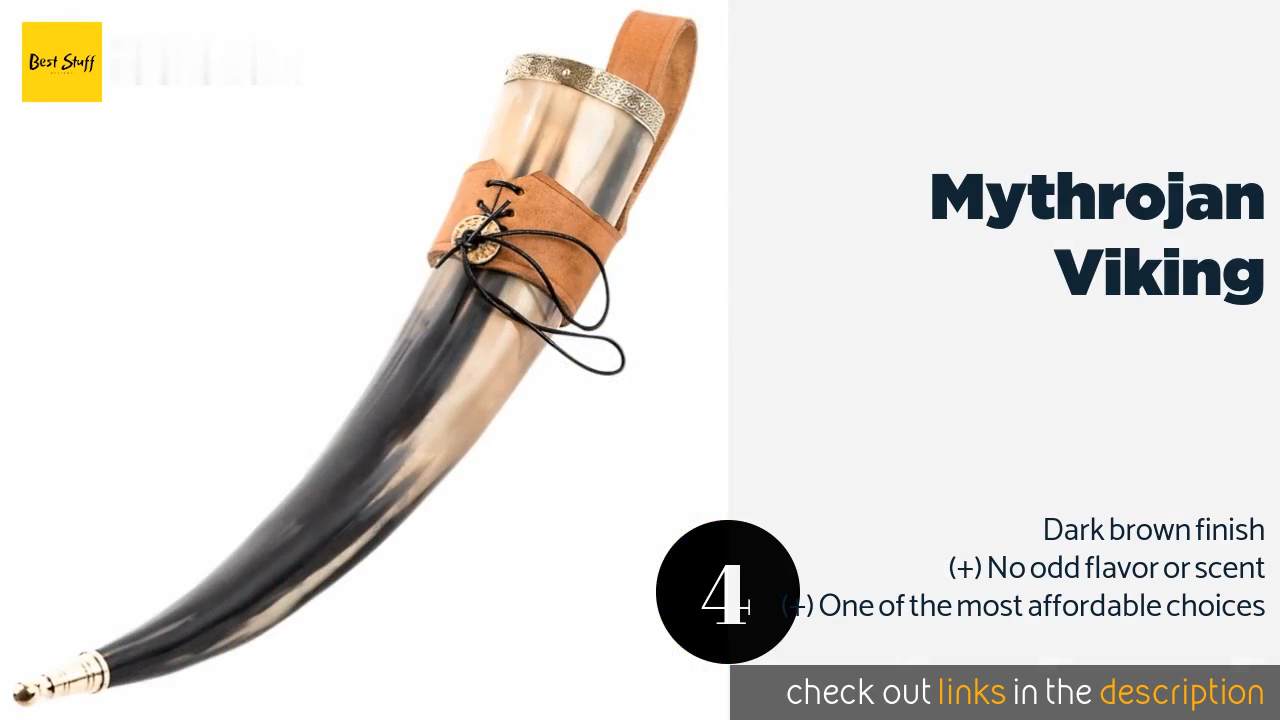 Best Stuff
Mythrojan
Viking
Dark brown finish
(+) No odd flavor or scent
4
(+) One of the most affordable choices
check out links in the description